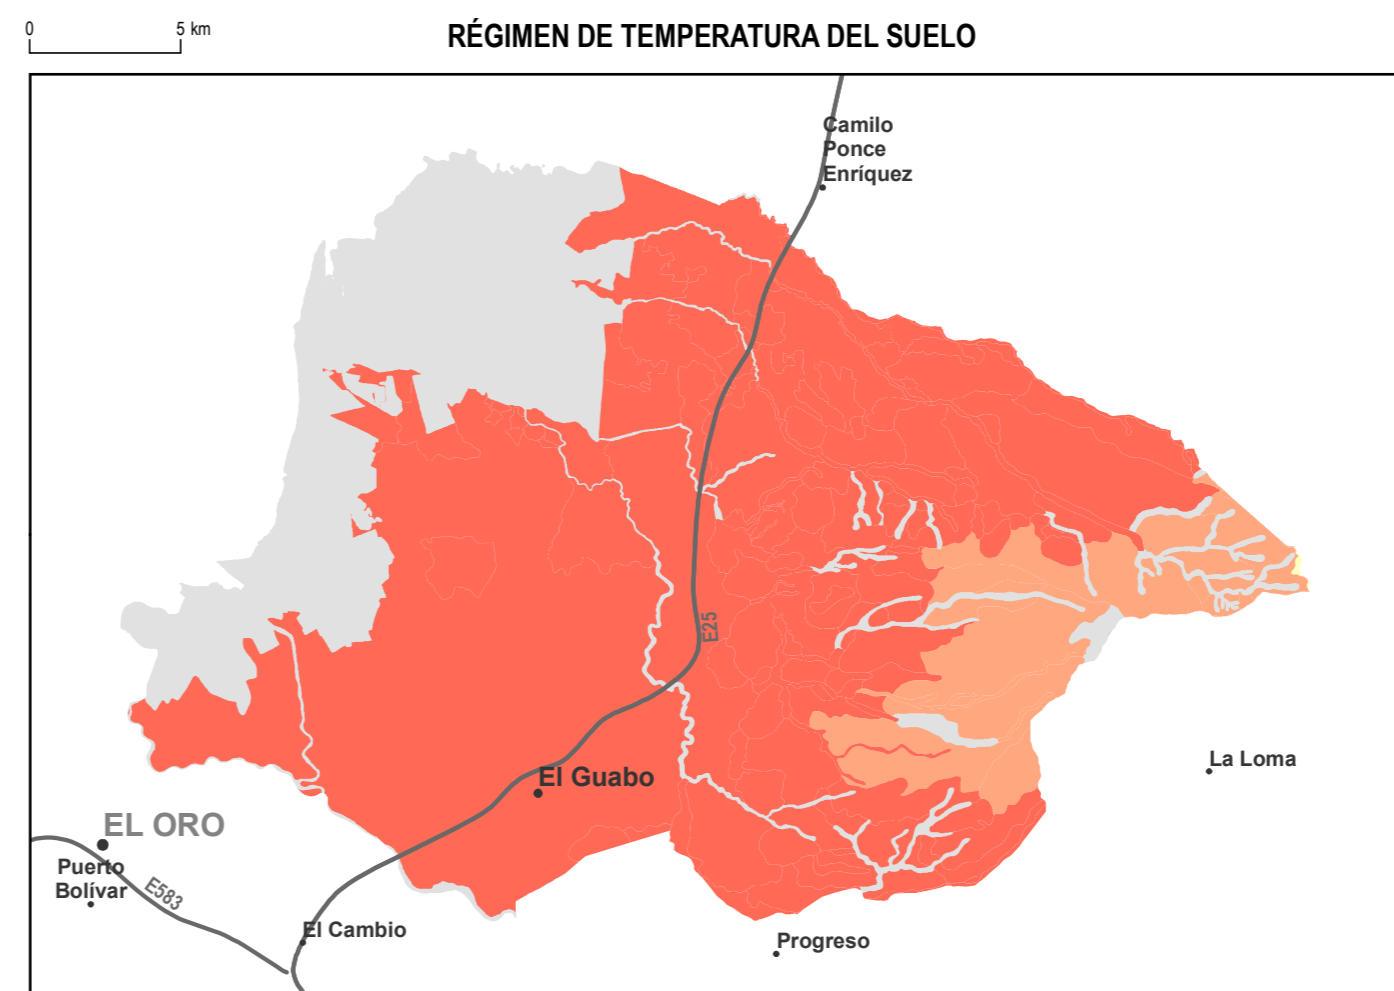 0 5 km
RÉGIMEN DE TEMPERATURA DEL SUELO
Camilo
Ponce
Enríquez
E25
La Loma
El Guabo
EL ORO
Puerto
Bolívar
E583
El Cambio
Progreso